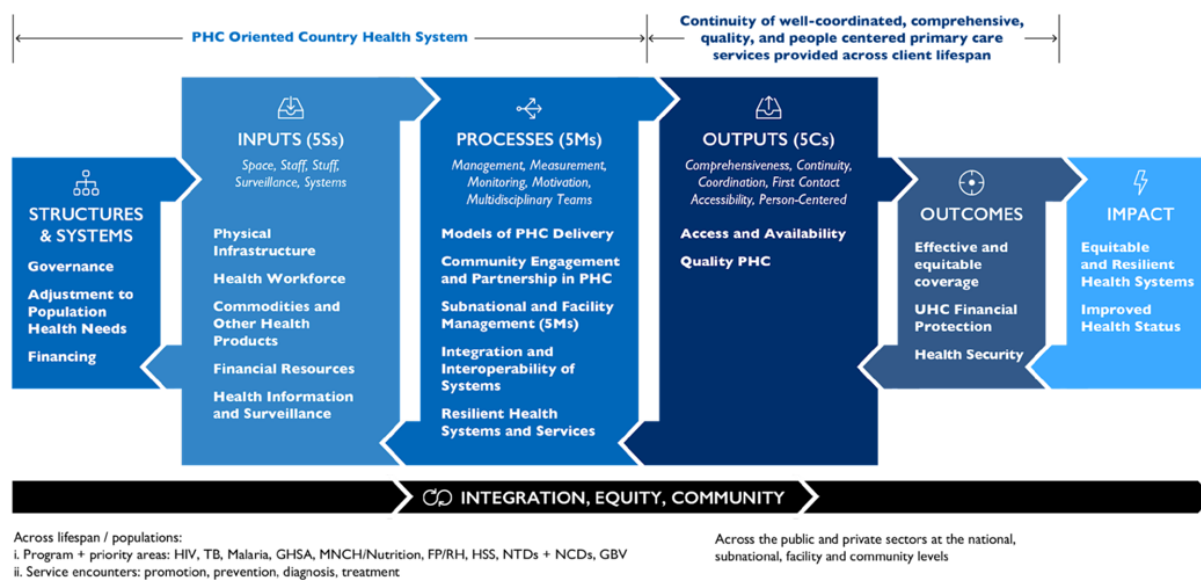 PHC Oriented Country Health System
Continuity of well-coordinated, comprehensive,
quality, and people centered primary care
services provided across client lifespan
STRUCTURES
& SYSTEMS
Governance
Adjustment to
Population
Health Needs
Financing
INPUTS (5Ss)
Space, Staff, Stuff,
Surveillance, Systems
Physical
Infrastructure
Health Workforce
Commodities and
Other Health
Products
Financial Resources
Health Information
and Surveillance
PROCESSES (5Ms)
Management, Measurement,
Monitoring, Motivation,
Multidisciplinary Teams
Models of PHC Delivery
Community Engagement
and Partnership in PHC
Subnational and Facility
Management (5Ms)
Integration and
Interoperability of
Systems
Resilient Health
Systems and Services
OUTPUTS (5Cs)
Comprehensiveness, Continuity,
Coordination, First Contact
Accessibility, Person-Centered
Access and Availability
Quality PHC
OUTCOMES
Effective and
equitable
coverage
UHC Financial
Protection
Health Security
IMPACT
Equitable
and Resilient
Health Systems
Improved
Health Status
INTEGRATION, EQUITY, COMMUNITY
Across lifespan / populations:
i. Program + priority areas: HIV, TB, Malaria, GHSA, MNCH/Nutrition, FP/RH, HSS, NTDs + NCDs, GBV
ii. Service encounters: promotion, prevention, diagnosis, treatment
Across the public and private sectors at the national,
subnational, facility and community levels